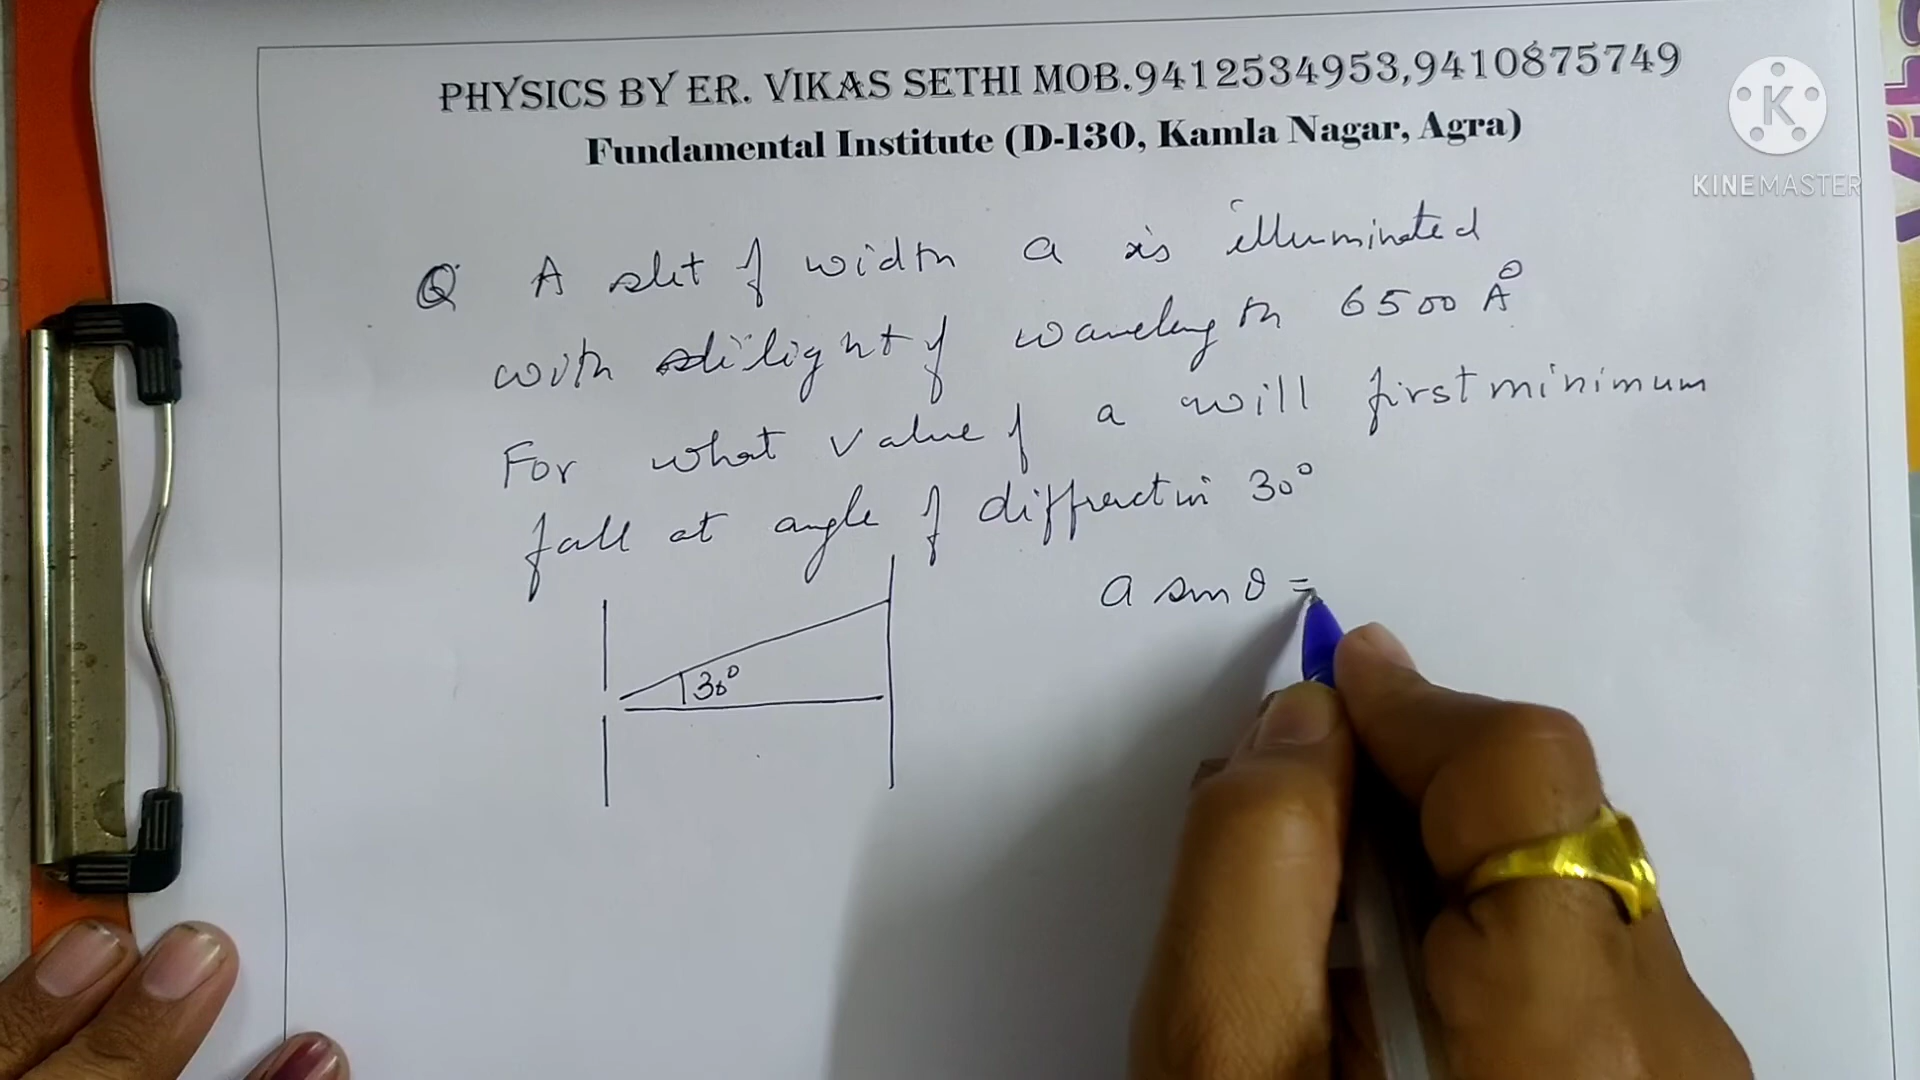 PHYSICS BY ER. VIKAS SETHI MOB.9412534953,9410875749
Fundamental Institute (D-130, Kamla Nagar, Agra)
K
KINEMASTER
Q A slit of width a is illuminated
with light of wavelength 6500 Å
For what value of a will first minimum
fall at angle of diffraction 30°
a sin θ =
30°